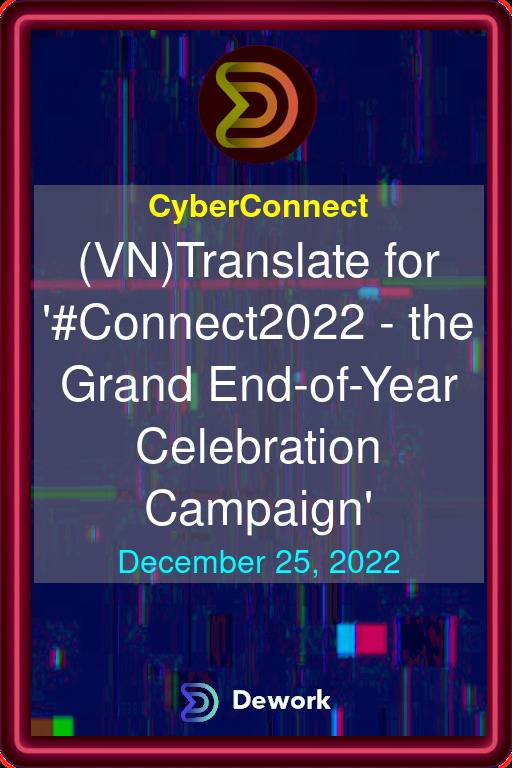 CyberConnect
(VN)Translate for
'#Connect2022 - the
Grand End-of-Year
Celebration
Campaign'
December 25, 2022
Dework